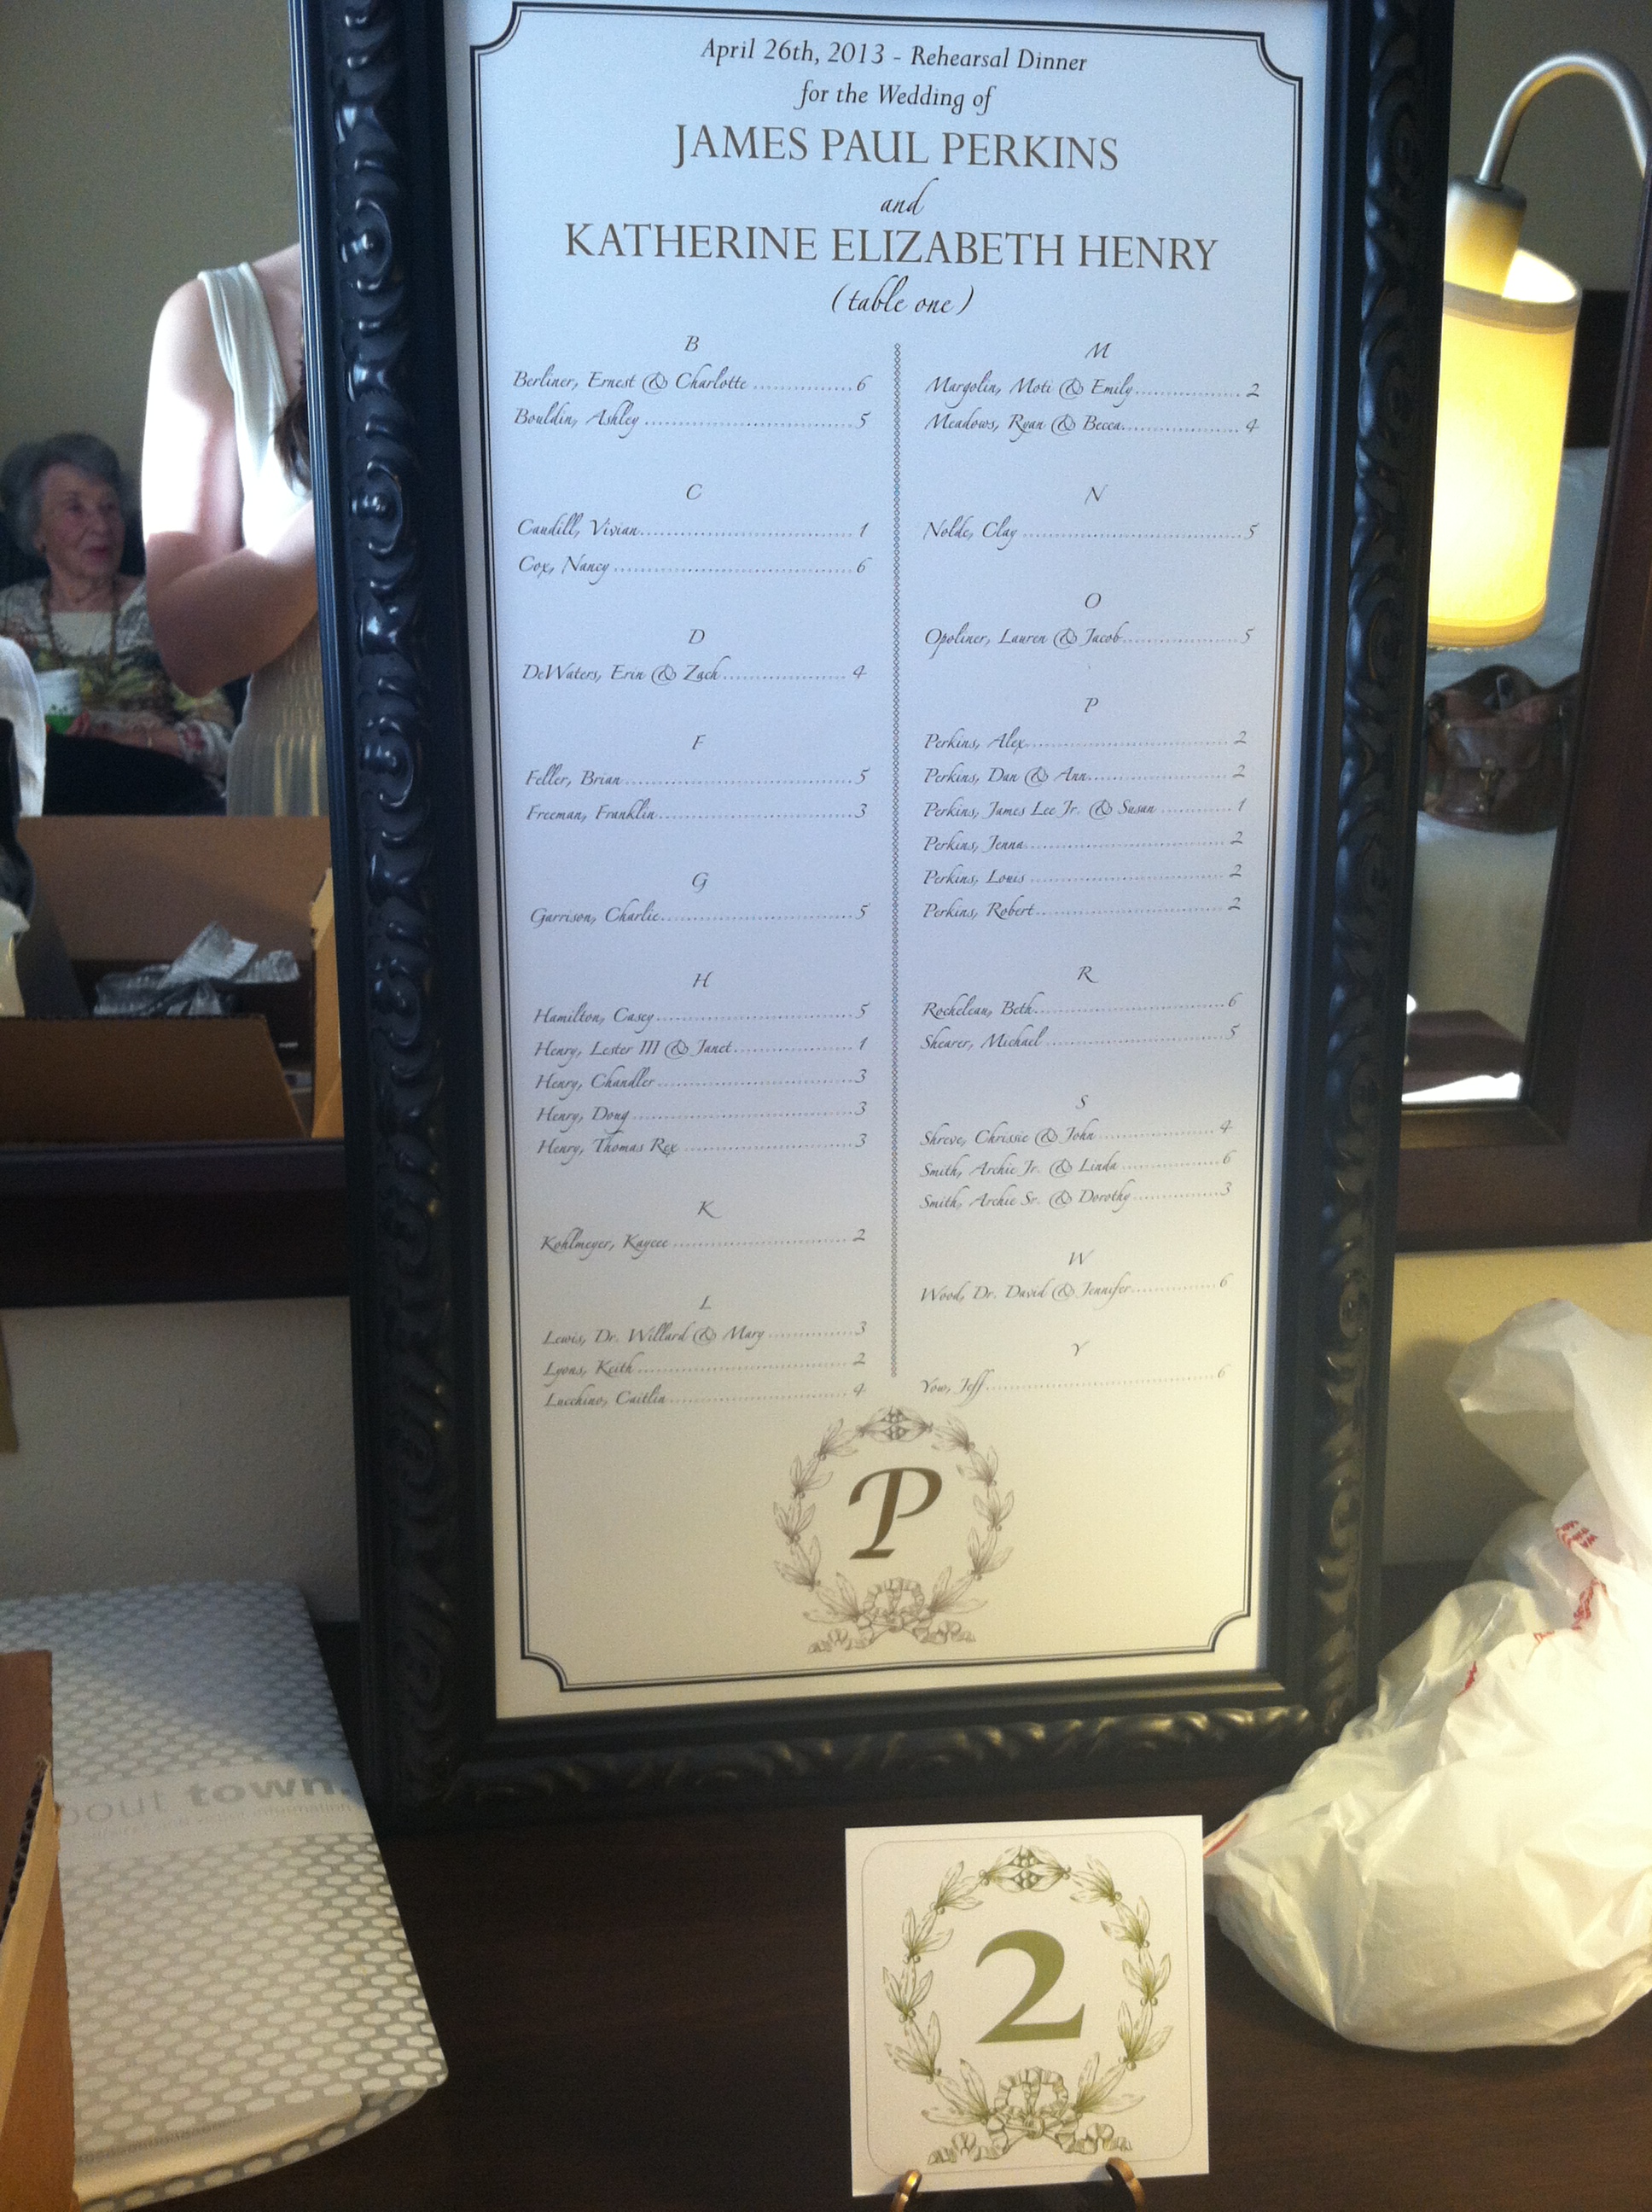 April 26th, 2013 - Rehearsal Dinner
for the Wedding of
JAMES PAUL PERKINS
and
KATHERINE ELIZABETH HENRY
(table one)
B
Berliner, Ernest & Charlotte ............... 6
Bouldin, Ashley ............... 5
C
Caudill, Vivian ............... 1
Cox, Nancy ............... 6
D
DeWaters, Erin & Zach ............... 4
F
Feller, Brian ............... 5
Freeman, Franklin ............... 3
G
Garrison, Charlie ............... 5
H
Hamilton, Casey ............... 5
Henry, Lester III & Janet ............... 1
Henry, Chandler ............... 3
Henry, Doug ............... 3
Henry, Thomas Rex ............... 3
K
Kohlmeyer, Kaycee ............... 2
L
Lewis, Dr. Willard & Mary ............... 3
Lyons, Keith ............... 2
Lucchino, Caitlin ............... 4
M
Margolin, Moti & Emily ............... 2
Meadows, Ryan & Becca ............... 4
N
Nolde, Clay ............... 5
O
Opoliner, Lauren & Jacob ............... 5
P
Perkins, Alex ............... 2
Perkins, Dan & Ann ............... 2
Perkins, James Lee Jr. & Susan ............... 1
Perkins, Jenna ............... 2
Perkins, Louis ............... 2
Perkins, Robert ............... 2
R
Rocheleau, Beth ............... 6
Shearer, Michael ............... 5
S
Shreve, Chrissie & John ............... 4
Smith, Archie Jr. & Linda ............... 6
Smith, Archie Sr. & Dorothy ............... 3
W
Wood, Dr. David & Jennifer ............... 6
Y
Yow, Jeff ............... 6
P
bout town.
information
2